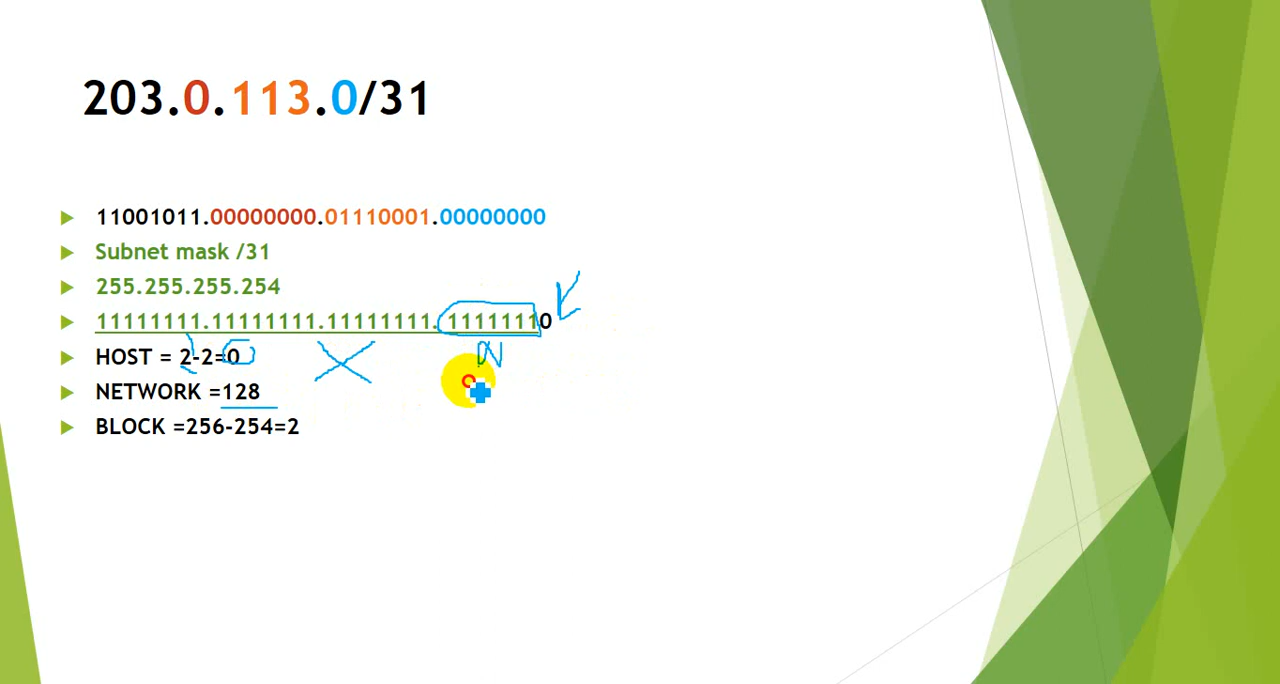 203.0.113.0/31
11001011.00000000.01110001.00000000
Subnet mask /31
255.255.255.254
11111111.11111111.11111111. 11111110
HOST = 2-2=0
N
NETWORK =128
BLOCK =256-254=2